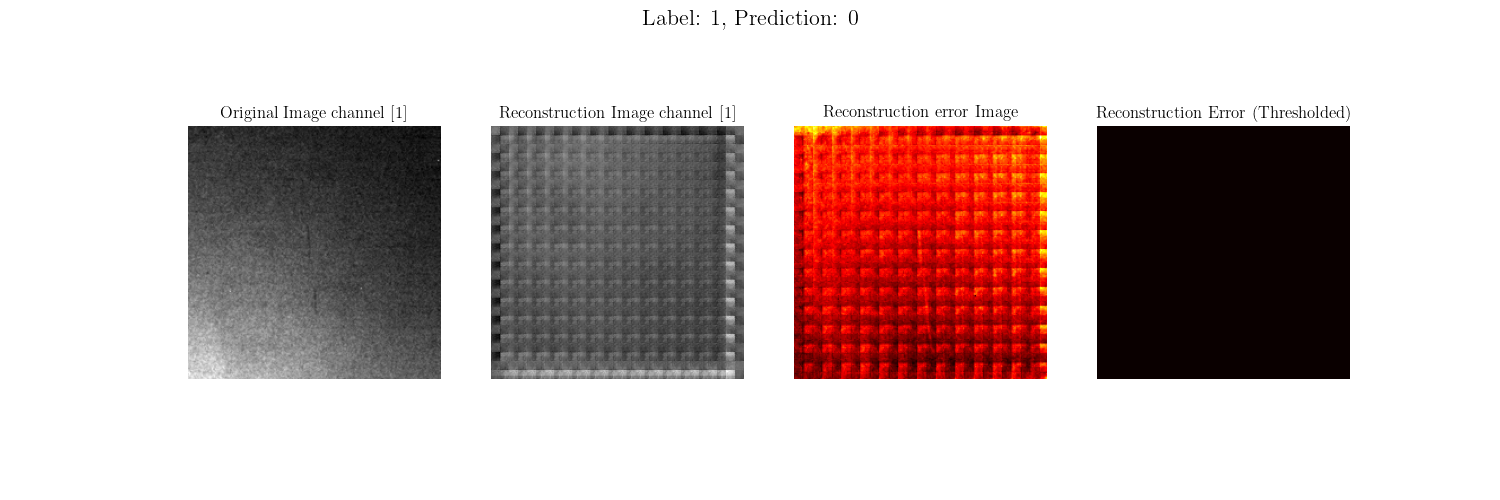 Label: 1, Prediction: 0
Original Image channel [1]
Reconstruction Image channel [1]
Reconstruction error Image
Reconstruction Error (Thresholded)